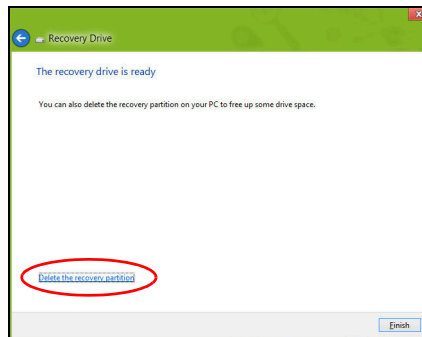 Recovery Drive
The recovery drive is ready
You can also delete the recovery partition on your PC to free up some drive space.
Delete the recovery partition
Finish